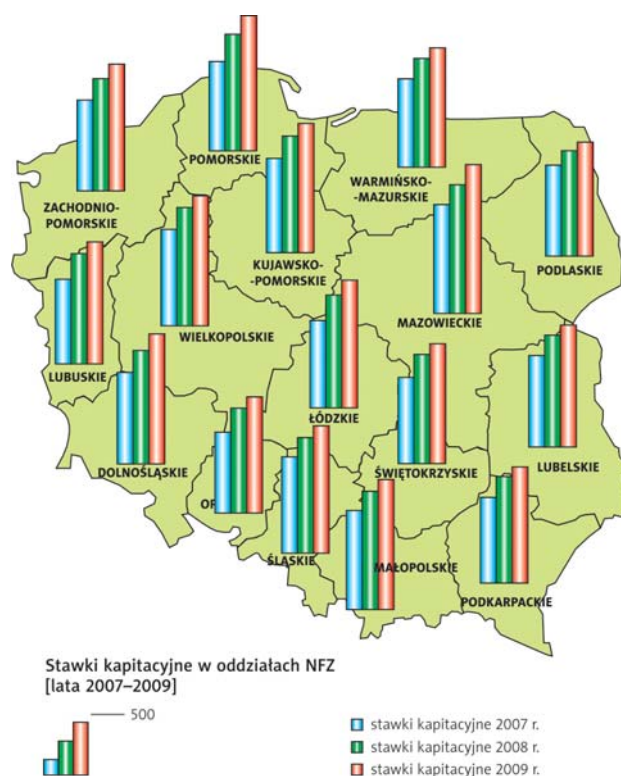 POMORSKIE
WARMIŃSKO-
-MAZURSKIE
ZACHODNIO-
POMORSKIE
KUJAWSKO-
-POMORSKIE
PODLASKIE
MAZOWIECKIE
WIELKOPOLSKIE
LUBUSKIE
ŁÓDZKIE
DOLNOŚLĄSKIE
ŚWIĘTOKRZYSKIE
LUBELSKIE
ŚLĄSKIE
MAŁOPOLSKIE
PODKARPACKIE
Stawki kapitacyjne w oddziałach NFZ
[lata 2007–2009]
500
stawki kapitacyjne 2007 r.
stawki kapitacyjne 2008 r.
stawki kapitacyjne 2009 r.